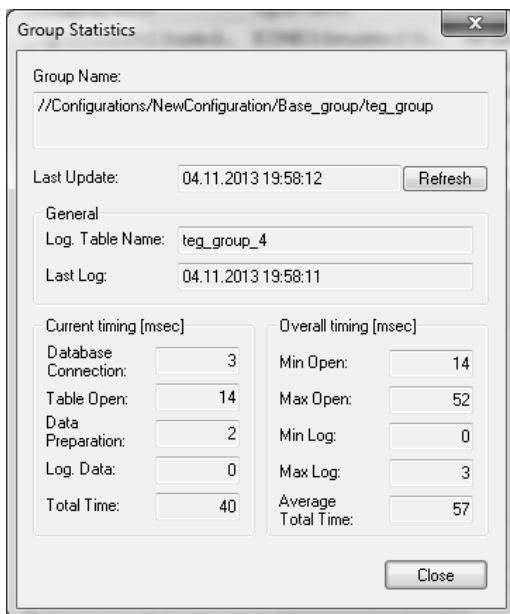 Group Statistics
x
Group Name:
//Configurations/NewConfiguration/Base_group/teg_group
Last Update: 04.11.2013 19:58:12 Refresh
General
Log. Table Name: teg_group_4
Last Log: 04.11.2013 19:58:11
Current timing [msec]
Database Connection: 3
Table Open: 14
Data Preparation: 2
Log. Data: 0
Total Time: 40
Overall timing [msec]
Min Open: 14
Max Open: 52
Min Log: 0
Max Log: 3
Average Total Time: 57
Close